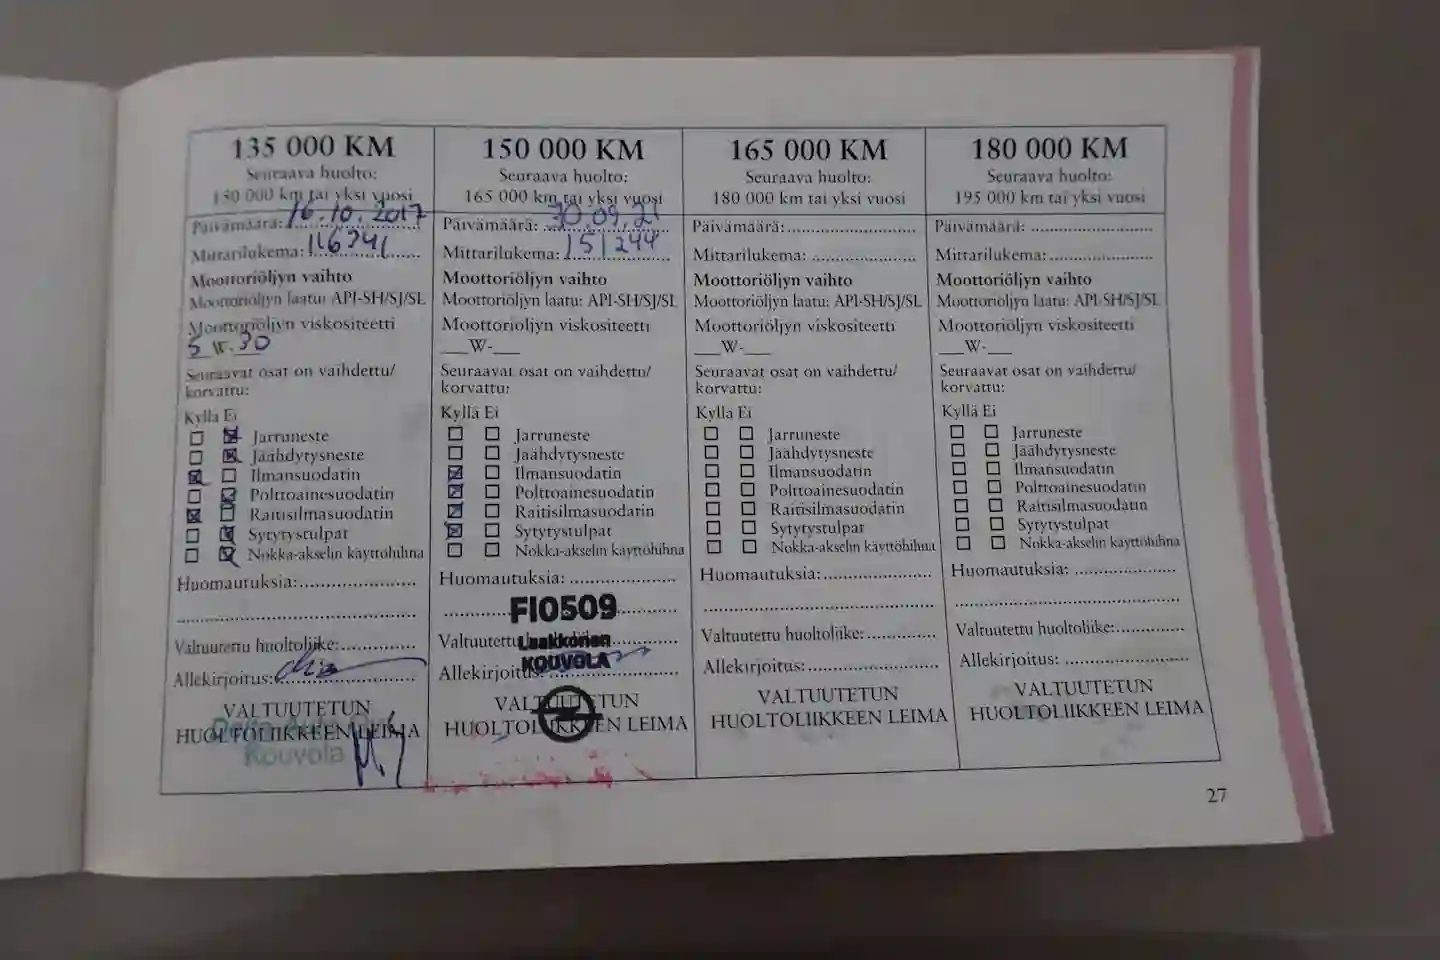 135 000 KM
Seuraava huolto:
150 000 km tai yksi vuosi
Päivämäärä: 16.10.2017
Mittarilukema: 116341
Moottoriöljyn vaihto
Moottoriöljyn laatu: API-SH/SJ/SL
Moottoriöljyn viskositeetti
5 W-30
Seuraavat osat on vaihdettu/
korvattu:
Kyllä Ei
Jarruneste
Jäähdytysneste
Ilmansuodatin
Polttoainesuodatin
Raitisilmasuodatin
Sytytystulpat
Nokka-akselin käyttöhihna
Huomautuksia:
Valtuutettu huoltoliike:
Allekirjoitus:
VALTUUTETUN
HUOLTOLIIKKEEN LEIMA
Kouvola
150 000 KM
Seuraava huolto:
165 000 km tai yksi vuosi
Päivämäärä: 30.09.21
Mittarilukema: 151244
Moottoriöljyn vaihto
Moottoriöljyn laatu: API-SH/SJ/SL
Moottoriöljyn viskositeetti
__W-__
Seuraavat osat on vaihdettu/
korvattu:
Kyllä Ei
Jarruneste
Jäähdytysneste
Ilmansuodatin
Polttoainesuodatin
Raitisilmasuodatin
Sytytystulpat
Nokka-akselin käyttöhihna
Huomautuksia:
FI0509
Valtuutettu
Laakkonen
KOUVOLA
Allekirjoitus:
VALTUUTETUN
HUOLTOLIIKKEEN LEIMA
165 000 KM
Seuraava huolto:
180 000 km tai yksi vuosi
Päivämäärä:
Mittarilukema:
Moottoriöljyn vaihto
Moottoriöljyn laatu: API-SH/SJ/SL
Moottoriöljyn viskositeetti
__W-__
Seuraavat osat on vaihdettu/
korvattu:
Kyllä Ei
Jarruneste
Jäähdytysneste
Ilmansuodatin
Polttoainesuodatin
Raitisilmasuodatin
Sytytystulpat
Nokka-akselin käyttöhihna
Huomautuksia:
Valtuutettu huoltoliike:
Allekirjoitus:
VALTUUTETUN
HUOLTOLIIKKEEN LEIMA
180 000 KM
Seuraava huolto:
195 000 km tai yksi vuosi
Päivämäärä:
Mittarilukema:
Moottoriöljyn vaihto
Moottoriöljyn laatu: API-SH/SJ/SL
Moottoriöljyn viskositeetti
__W-__
Seuraavat osat on vaihdettu/
korvattu:
Kyllä Ei
Jarruneste
Jäähdytysneste
Ilmansuodatin
Polttoainesuodatin
Raitisilmasuodatin
Sytytystulpat
Nokka-akselin käyttöhihna
Huomautuksia:
Valtuutettu huoltoliike:
Allekirjoitus:
VALTUUTETUN
HUOLTOLIIKKEEN LEIMA
27